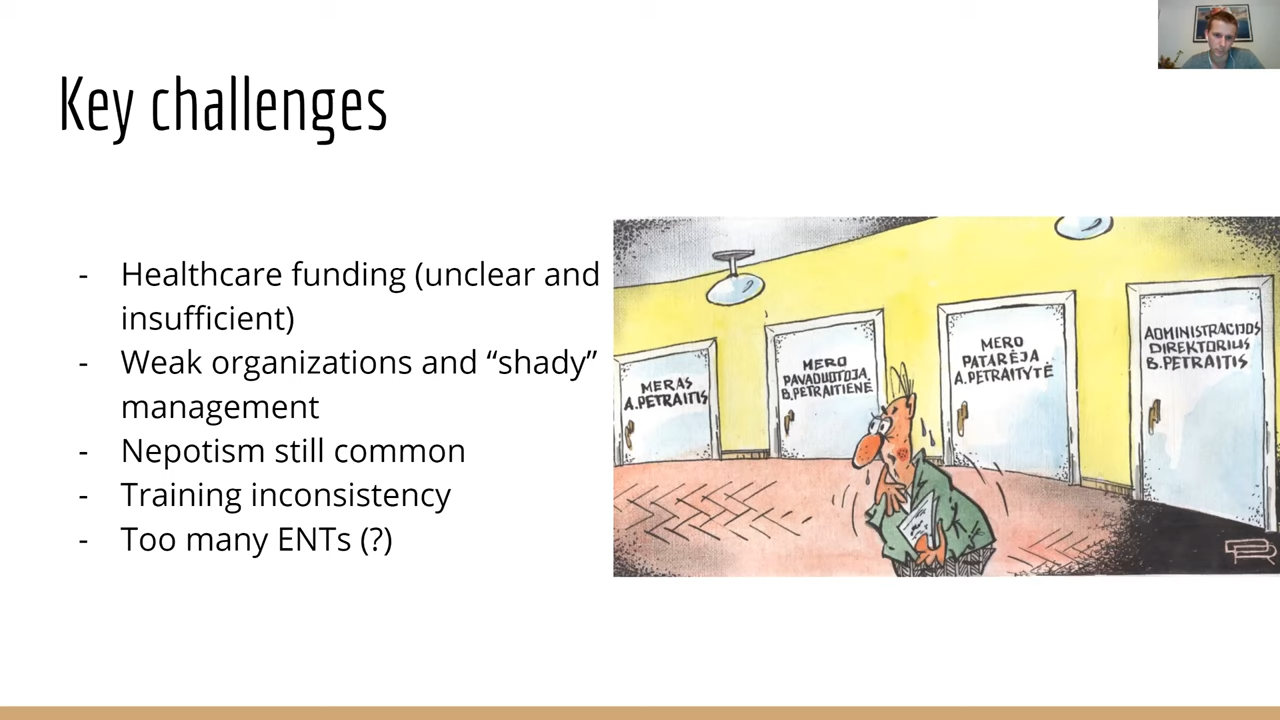 Key challenges
- Healthcare funding (unclear and
insufficient)
- Weak organizations and “shady”
management
- Nepotism still common
- Training inconsistency
- Too many ENTs (?)
MERAS
A.PETRAITIS
MERO
PAVADUOTOJA
B.PETRAITIENĖ
MERO
PATARĖJA
A.PETRAITYTĖ
ADMINISTRACIJOS
DIREKTORIUS
B.PETRAITIS